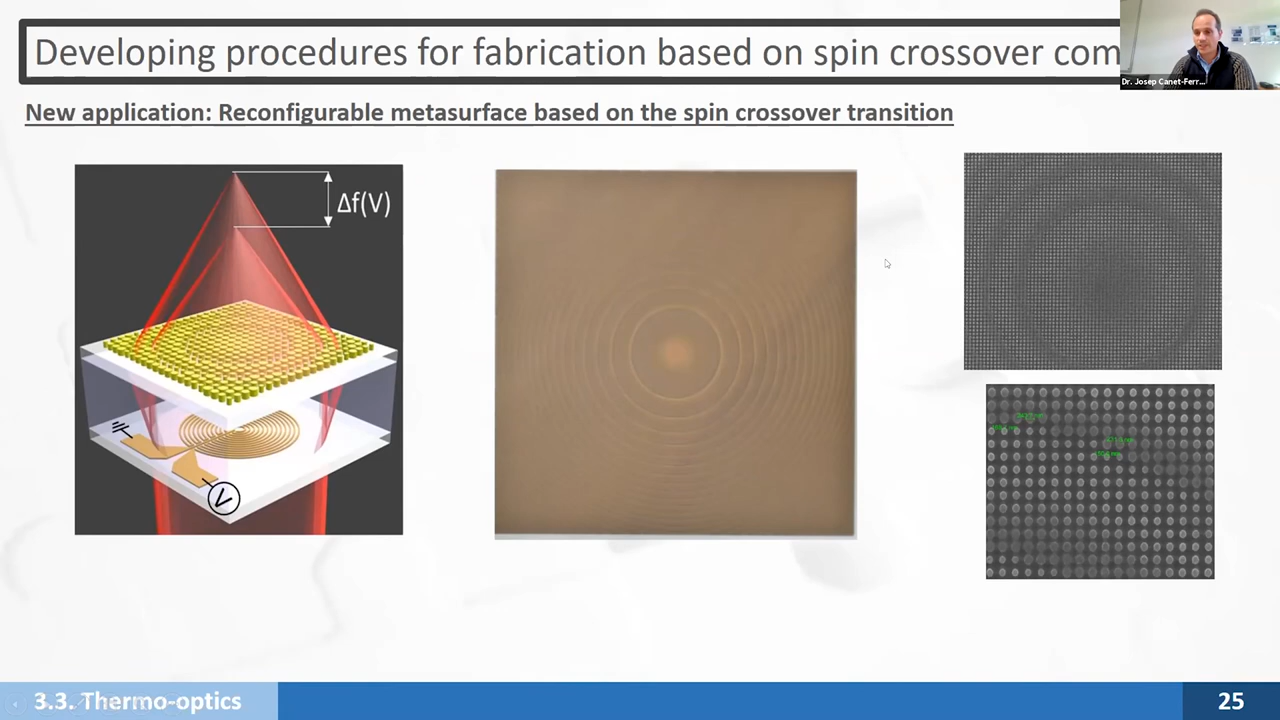 Developing procedures for fabrication based on spin crossover com
Dr. Josep Canet-Ferr...
New application: Reconfigurable metasurface based on the spin crossover transition
Δf(V)
V
3.3. Thermo-optics
25